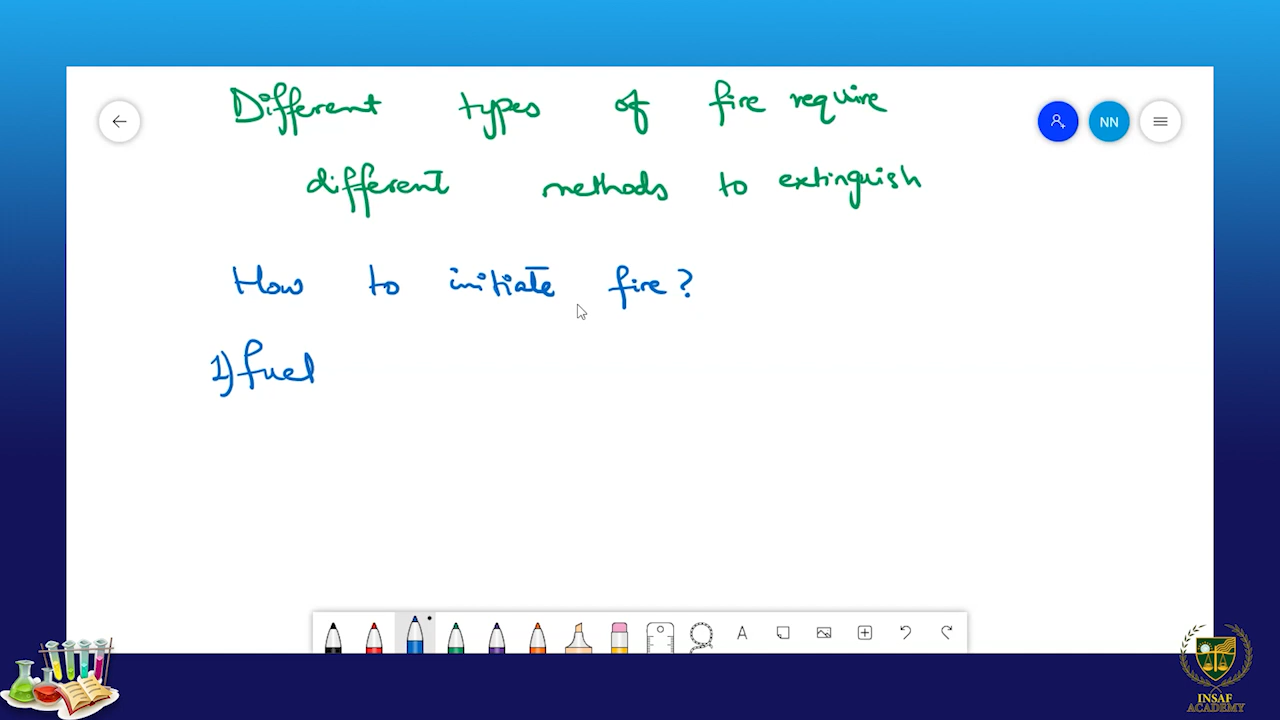 Different types of fire require
different methods to extinguish
NN
How to initiate fire?
1) fuel
A
INSAF
ACADEMY